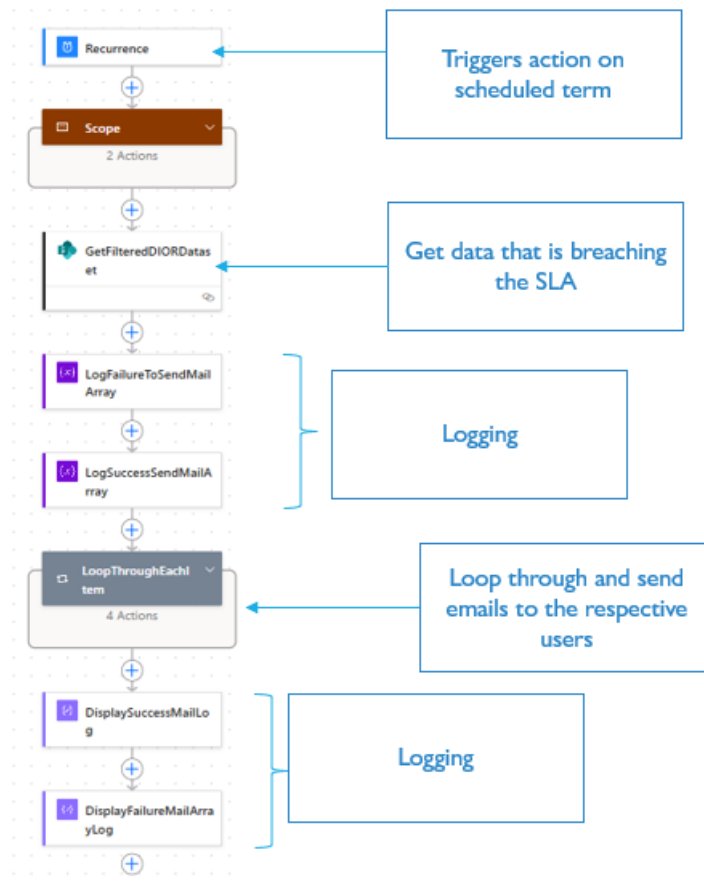 Recurrence
Triggers action on
scheduled term
Scope
2 Actions
GetFilteredDIORDatas
et
Get data that is breaching
the SLA
LogFailureToSendMail
Array
LogSuccessSendMailA
rray
Logging
LoopThroughEachI
tem
4 Actions
Loop through and send
emails to the respective
users
DisplaySuccessMailLo
g
DisplayFailureMailArra
yLog
Logging